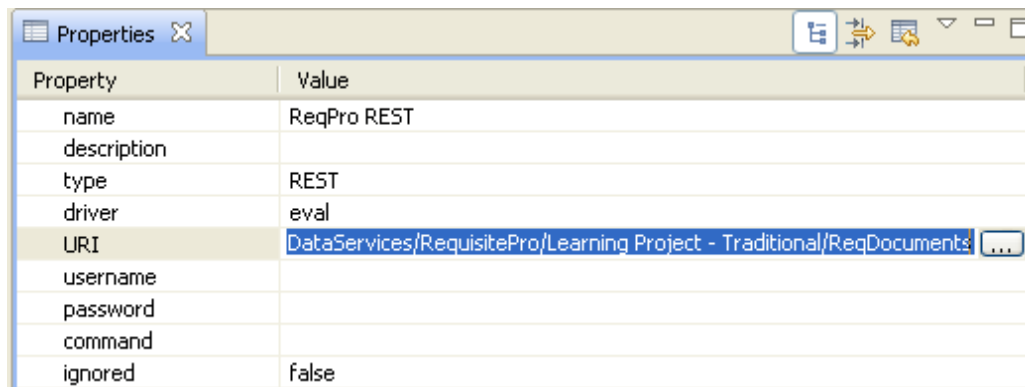 Properties
Property Value
name ReqPro REST
description
type REST
driver eval
URI DataServices/RequisitePro/Learning Project - Traditional/ReqDocuments ...
username
password
command
ignored false